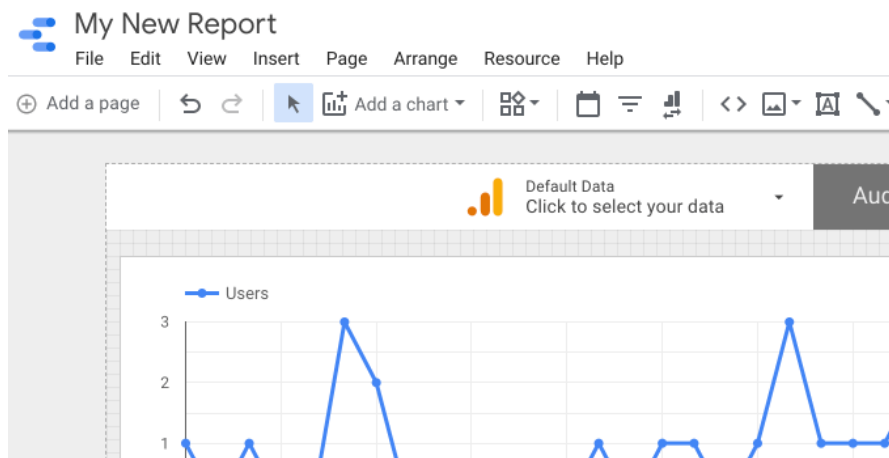 My New Report
File Edit View Insert Page Arrange Resource Help
Add a page Add a chart
Default Data
Click to select your data
Users
3
2
1